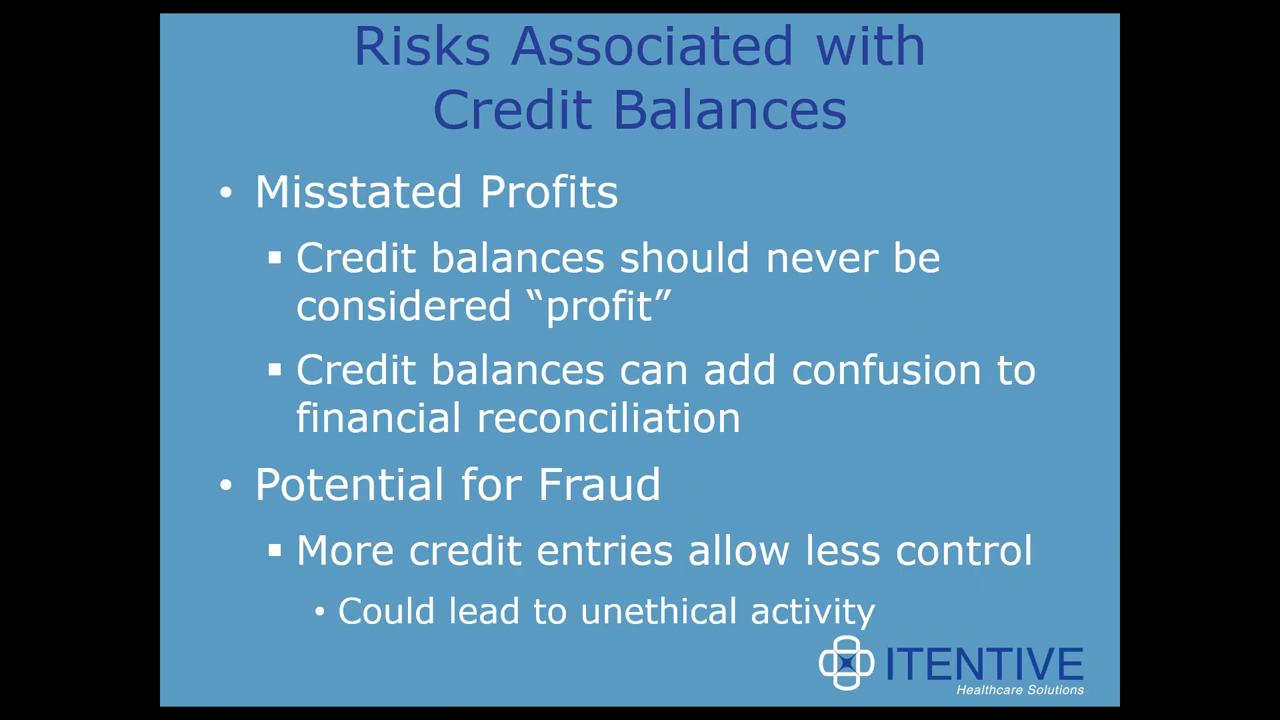 Risks Associated with
Credit Balances
• Misstated Profits
▪ Credit balances should never be
considered “profit”
▪ Credit balances can add confusion to
financial reconciliation
• Potential for Fraud
▪ More credit entries allow less control
• Could lead to unethical activity
ITENTIVE
Healthcare Solutions